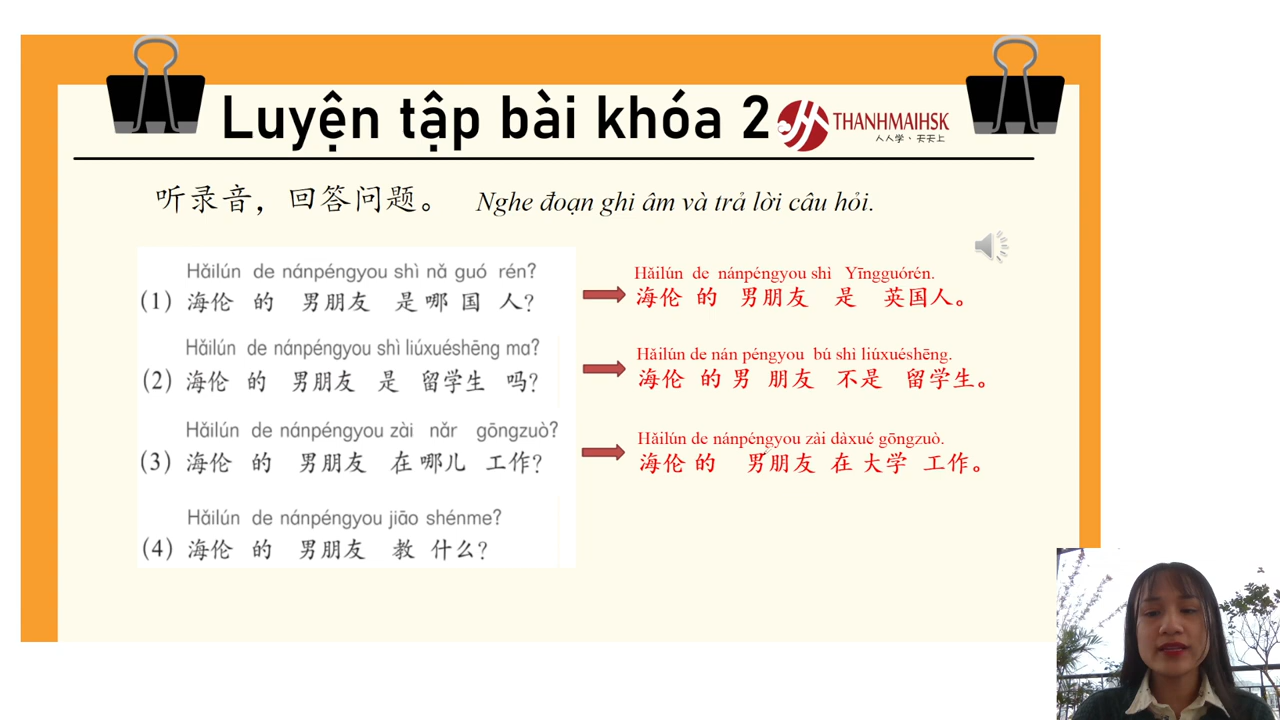 Luyện tập bài khóa 2
THANHMAIHSK
人人学、天天上
听录音，回答问题。 Nghe đoạn ghi âm và trả lời câu hỏi.
Hǎilún de nánpéngyou shì nǎ guó rén?
(1) 海伦 的 男朋友 是 哪 国 人?
Hǎilún de nánpéngyou shì Yīngguórén.
海伦 的 男朋友 是 英国人。
Hǎilún de nánpéngyou shì liúxuéshēng ma?
(2) 海伦 的 男朋友 是 留学生 吗?
Hǎilún de nán péngyou bú shì liúxuéshēng.
海伦 的 男 朋友 不是 留学生。
Hǎilún de nánpéngyou zài nǎr gōngzuò?
(3) 海伦 的 男朋友 在 哪儿 工作?
Hǎilún de nánpéngyou zài dàxué gōngzuò.
海伦 的 男朋友 在 大学 工作。
Hǎilún de nánpéngyou jiāo shénme?
(4) 海伦 的 男朋友 教 什么?